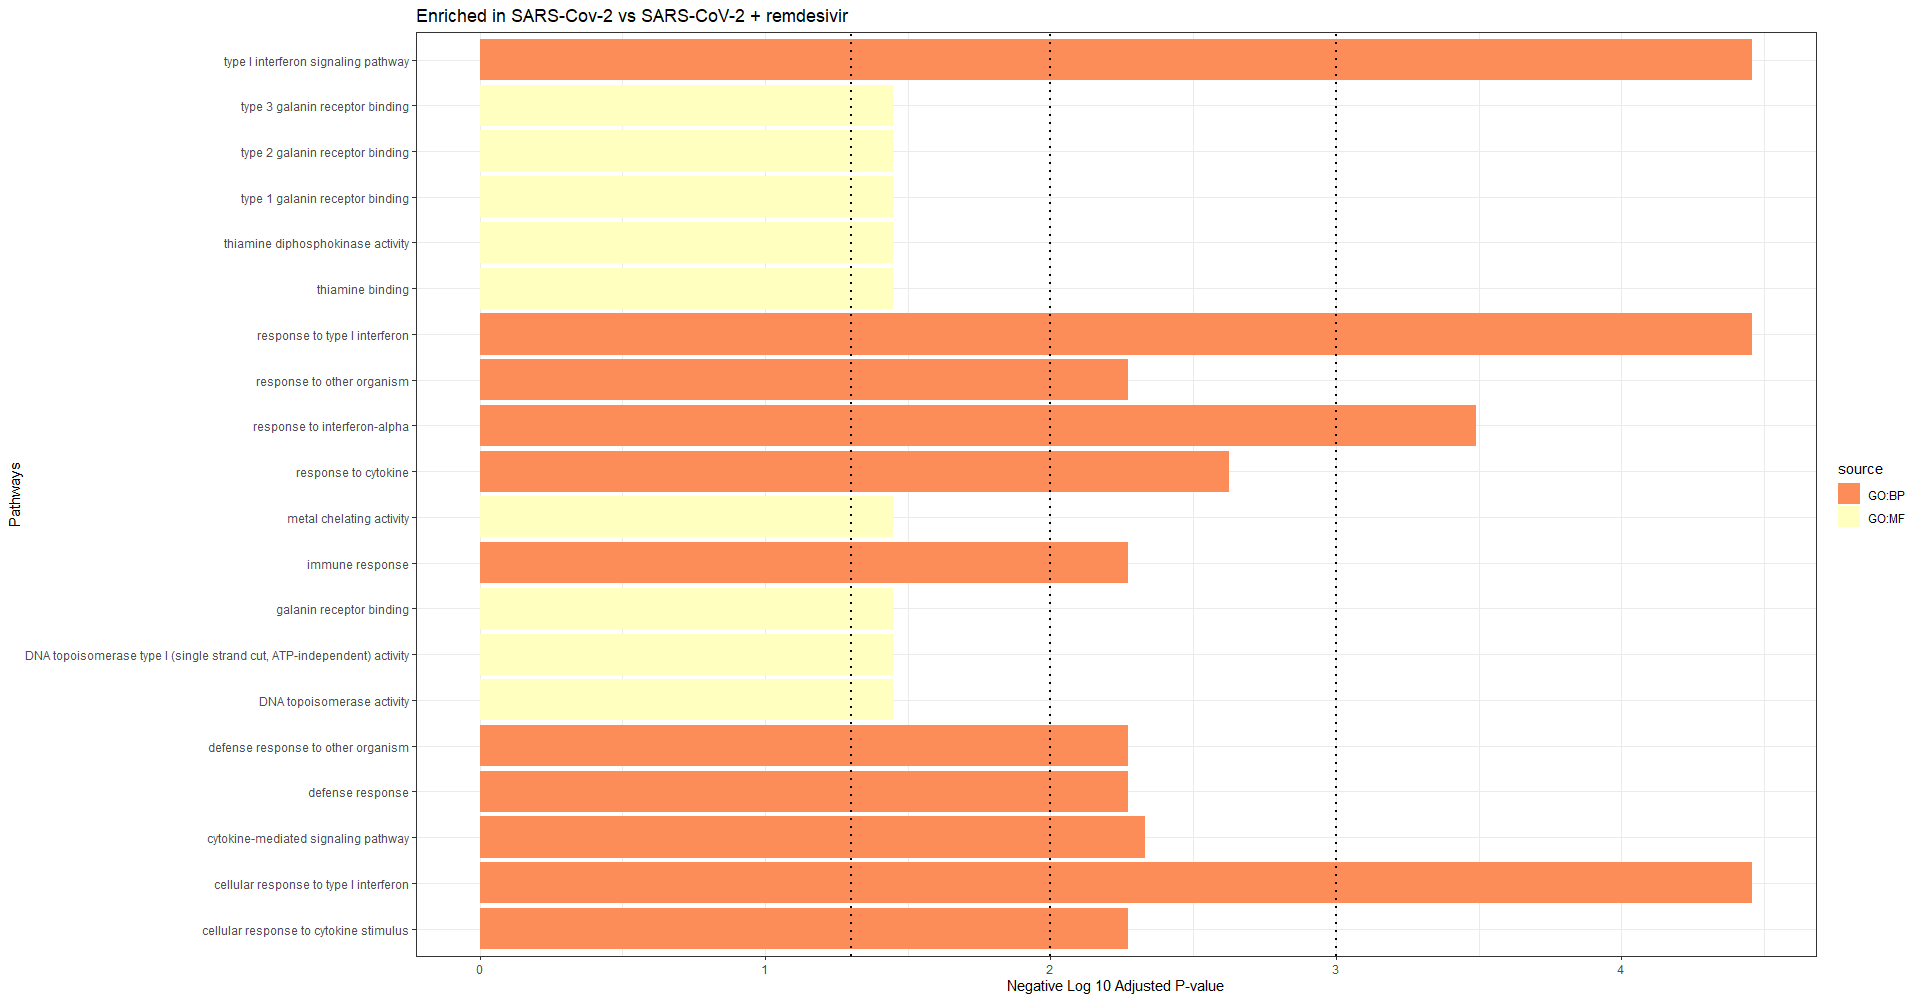 Enriched in SARS-Cov-2 vs SARS-CoV-2 + remdesivir
type I interferon signaling pathway
type 3 galanin receptor binding
type 2 galanin receptor binding
type 1 galanin receptor binding
thiamine diphosphokinase activity
thiamine binding
response to type I interferon
response to other organism
response to interferon-alpha
response to cytokine
metal chelating activity
immune response
galanin receptor binding
DNA topoisomerase type I (single strand cut, ATP-independent) activity
DNA topoisomerase activity
defense response to other organism
defense response
cytokine-mediated signaling pathway
cellular response to type I interferon
cellular response to cytokine stimulus
Pathways
0 1 2 3 4
Negative Log 10 Adjusted P-value
source
GO:BP
GO:MF